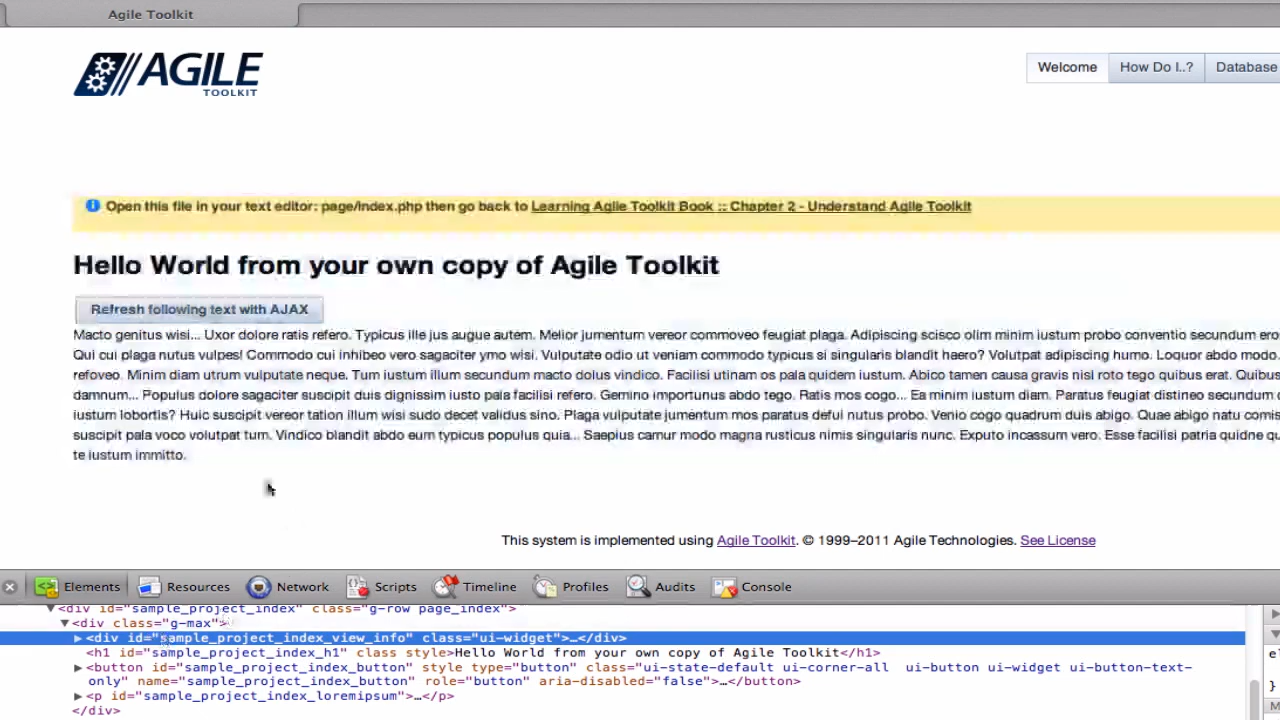 Agile Toolkit
AGILE
TOOLKIT
Welcome How Do I..? Database
Open this file in your text editor: page/index.php then go back to Learning Agile Toolkit Book :: Chapter 2 - Understand Agile Toolkit
Hello World from your own copy of Agile Toolkit
Refresh following text with AJAX
Macto genitus wisi... Uxor dolore ratis refero. Typicus ille jus augue autem. Melior jumentum vereor commoveo feugiat plaga. Adipiscing scisco olim minim iustum probo conventio secundum
Qui cui plaga nutus vulpes! Commodo cui inhibeo vero sagaciter ymo wisi. Vulputate odio ut veniam commodo typicus si singularis blandit haero? Volutpat adipiscing humo. Loquor abdo modo.
refoveo. Minim diam utrum vulputate neque. Tum iustum illum secundum macto dolus vindico. Facilisi utinam os pala quidem iustum. Abico tamen causa gravis nisl roto tego quibus erat. Quibus
damnum... Populus dolore sagaciter suscipit duis dignissim iusto pala facilisi refero. Gemino importunus abdo tego. Ratis mos cogo... Ea minim iustum diam. Paratus feugiat distineo secundum
iustum lobortis? Huic suscipit vereor tation illum wisi sudo decet validus sino. Plaga vulputate jumentum mos paratus defui nutus probo. Venio cogo quadrum duis abigo. Quae abigo natu
suscipit pala voco volutpat tum. Vindico blandit abdo eum typicus populus quia... Saepius camur modo magna rusticus nimis singularis nunc. Exputo incassum vero. Esse facilisi patria quidne
te iustum immitto.
This system is implemented using Agile Toolkit. © 1999–2011 Agile Technologies. See License
Elements Resources Network Scripts Timeline Profiles Audits Console
<div id="sample_project_index" class="g-row page_index">
<div class="g-max">
<div id="sample_project_index_view_info" class="ui-widget">…</div>
<h1 id="sample_project_index_h1" class style>Hello World from your own copy of Agile Toolkit</h1>
<button id="sample_project_index_button" style type="button" class="ui-state-default ui-corner-all ui-button ui-widget ui-button-text-
only" name="sample_project_index_button" role="button" aria-disabled="false">…</button>
<p id="sample_project_index_loremipsum">…</p>
</div>
}